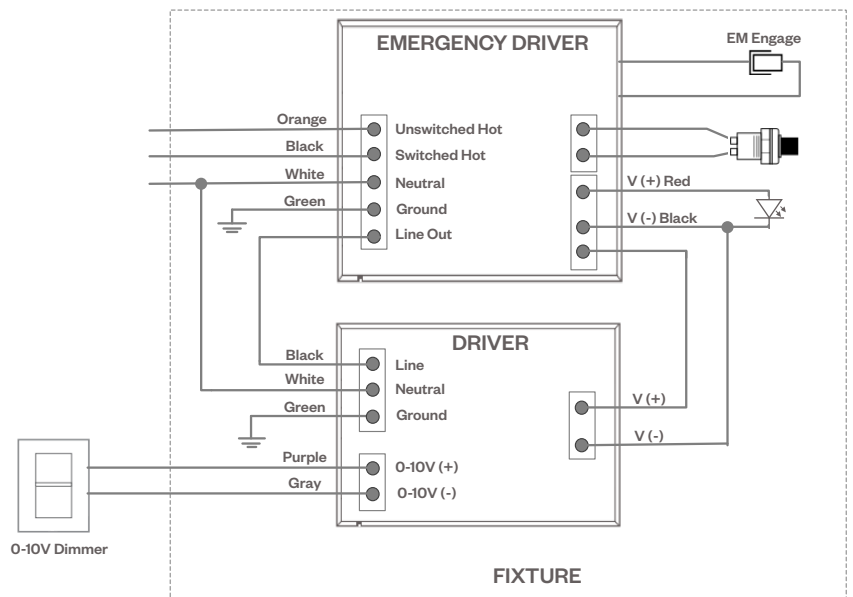 EMERGENCY DRIVER
EM Engage
Orange
Unswitched Hot
Black
Switched Hot
White
Neutral
V (+) Red
Green
Ground
V (-) Black
Line Out
DRIVER
Black
Line
White
Neutral
V (+)
Green
Ground
V (-)
Purple
0-10V (+)
Gray
0-10V (-)
0-10V Dimmer
FIXTURE